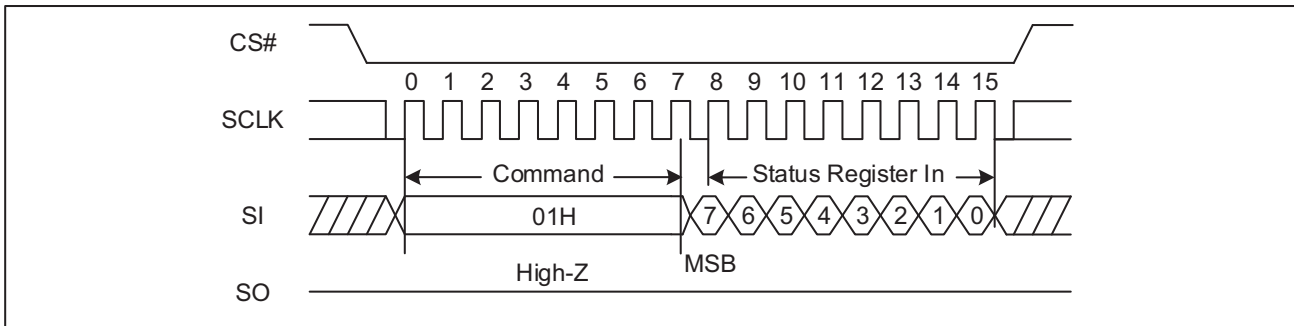 CS#
0 1 2 3 4 5 6 7 8 9 10 11 12 13 14 15
SCLK
Command Status Register In
SI 01H 7 6 5 4 3 2 1 0
High-Z MSB
SO